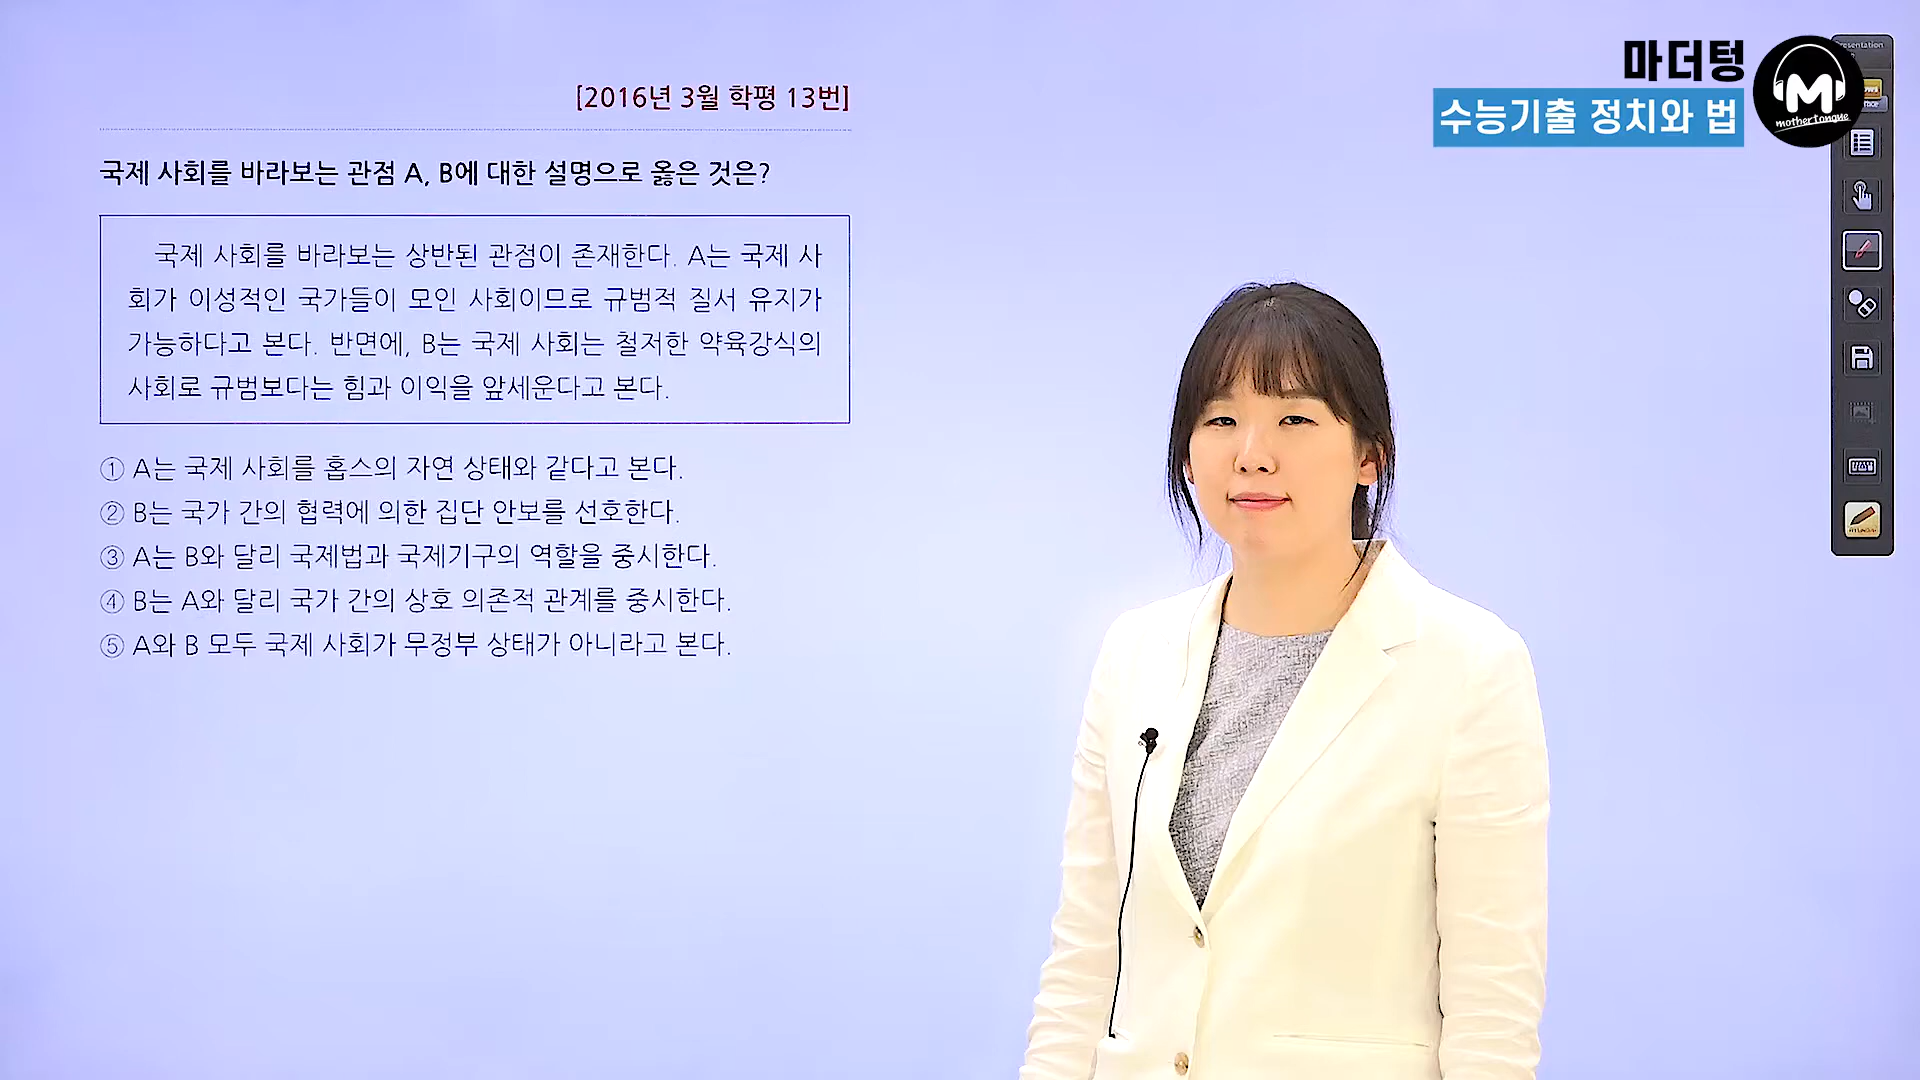 마더텅
수능기출 정치와 법
mothertongue
[2016년 3월 학평 13번]
국제 사회를 바라보는 관점 A, B에 대한 설명으로 옳은 것은?
국제 사회를 바라보는 상반된 관점이 존재한다. A는 국제 사
회가 이성적인 국가들이 모인 사회이므로 규범적 질서 유지가
가능하다고 본다. 반면에, B는 국제 사회는 철저한 약육강식의
사회로 규범보다는 힘과 이익을 앞세운다고 본다.
① A는 국제 사회를 홉스의 자연 상태와 같다고 본다.
② B는 국가 간의 협력에 의한 집단 안보를 선호한다.
③ A는 B와 달리 국제법과 국제기구의 역할을 중시한다.
④ B는 A와 달리 국가 간의 상호 의존적 관계를 중시한다.
⑤ A와 B 모두 국제 사회가 무정부 상태가 아니라고 본다.